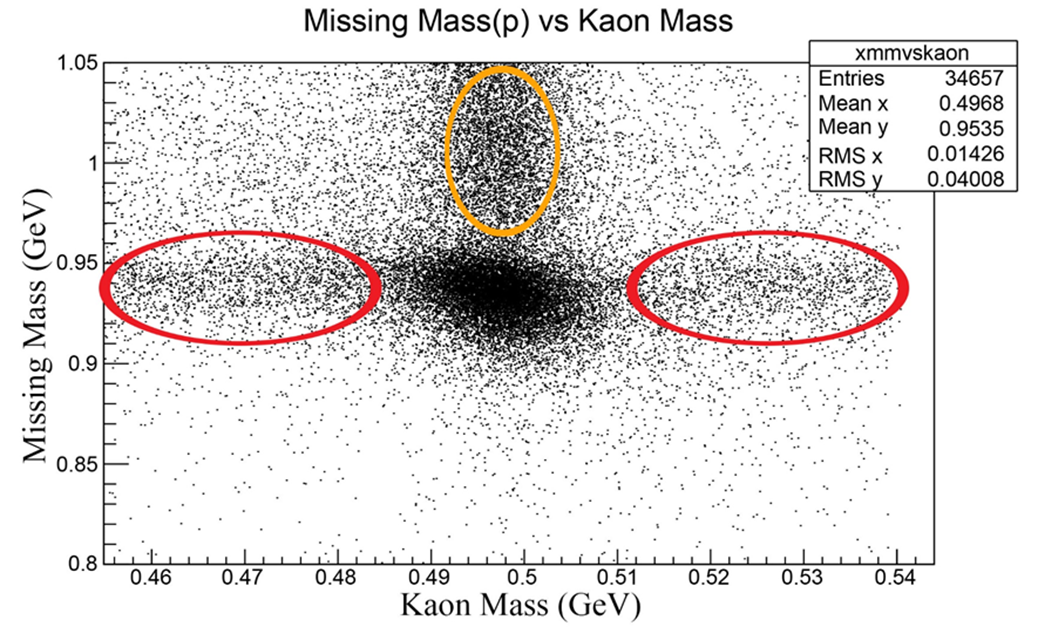 Missing Mass(p) vs Kaon Mass
xmmvskaon
Entries 34657
Mean x 0.4968
Mean y 0.9535
RMS x 0.01426
RMS y 0.04008
Missing Mass (GeV)
1.05
1
0.95
0.9
0.85
0.8
0.46 0.47 0.48 0.49 0.5 0.51 0.52 0.53 0.54
Kaon Mass (GeV)